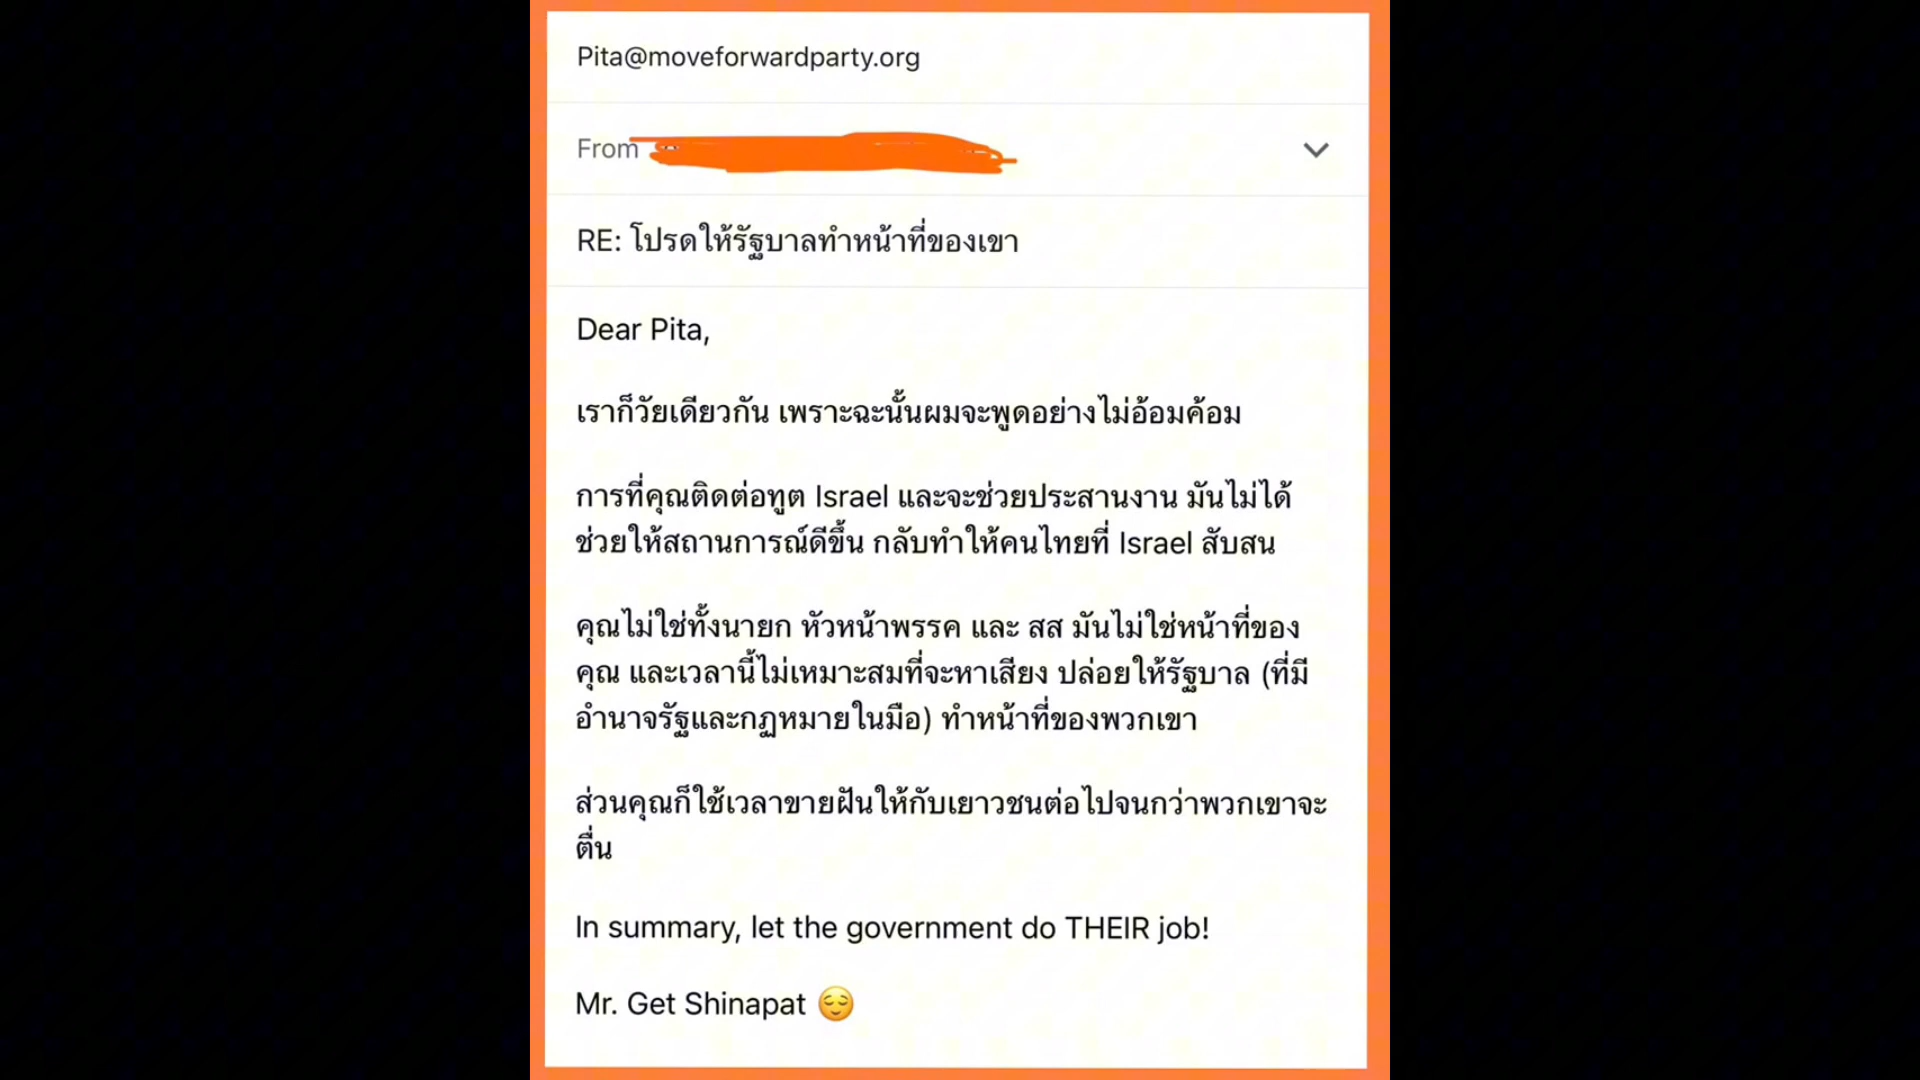 Pita@moveforwardparty.org
From
RE: โปรดให้รัฐบาลทำหน้าที่ของเขา
Dear Pita,
เราก็วัยเดียวกัน เพราะฉะนั้นผมจะพูดอย่างไม่อ้อมค้อม
การที่คุณติดต่อทูต Israel และจะช่วยประสานงาน มันไม่ได้
ช่วยให้สถานการณ์ดีขึ้น กลับทำให้คนไทยที่ Israel สับสน
คุณไม่ใช่ทั้งนายก หัวหน้าพรรค และ สส มันไม่ใช่หน้าที่ของ
คุณ และเวลานี้ไม่เหมาะสมที่จะหาเสียง ปล่อยให้รัฐบาล (ที่มี
อำนาจรัฐและกฏหมายในมือ) ทำหน้าที่ของพวกเขา
ส่วนคุณก็ใช้เวลาขายฝันให้กับเยาวชนต่อไปจนกว่าพวกเขาจะ
ตื่น
In summary, let the government do THEIR job!
Mr. Get Shinapat 😌